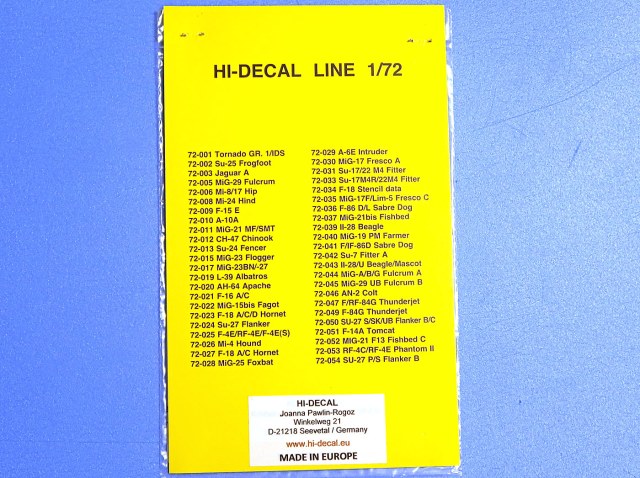 HI-DECAL LINE 1/72
72-001 Tornado GR. 1/IDS
72-002 Su-25 Frogfoot
72-003 Jaguar A
72-005 MiG-29 Fulcrum
72-006 Mi-8/17 Hip
72-008 Mi-24 Hind
72-009 F-15 E
72-010 A-10A
72-011 MiG-21 MF/SMT
72-012 CH-47 Chinook
72-013 Su-24 Fencer
72-015 MiG-23 Flogger
72-017 MiG-23BN/-27
72-019 L-39 Albatros
72-020 AH-64 Apache
72-021 F-16 A/C
72-022 MiG-15bis Fagot
72-023 F-18 A/C/D Hornet
72-024 Su-27 Flanker
72-025 F-4E/RF-4E/F-4E(S)
72-026 Mi-4 Hound
72-027 F-18 A/C Hornet
72-028 MiG-25 Foxbat
72-029 A-6E Intruder
72-030 MiG-17 Fresco A
72-031 Su-17/22 M4 Fitter
72-033 Su-17M4R/22M4 Fitter
72-034 F-18 Stencil data
72-035 MiG-17F/Lim-5 Fresco C
72-036 F-86 D/L Sabre Dog
72-037 MiG-21bis Fishbed
72-039 Il-28 Beagle
72-040 MiG-19 PM Farmer
72-041 F/IF-86D Sabre Dog
72-042 Su-7 Fitter A
72-043 Il-28/U Beagle/Mascot
72-044 MiG-A/B/G Fulcrum A
72-045 MiG-29 UB Fulcrum B
72-046 AN-2 Colt
72-047 F/RF-84G Thunderjet
72-049 F-84G Thunderjet
72-050 SU-27 S/SK/UB Flanker B/C
72-051 F-14A Tomcat
72-052 MIG-21 F13 Fishbed C
72-053 RF-4C/RF-4E Phantom II
72-054 SU-27 P/S Flanker B
HI-DECAL
Joanna Pawlin-Rogoz
Winkelweg 21
D-21218 Seevetal / Germany
www.hi-decal.eu
MADE IN EUROPE